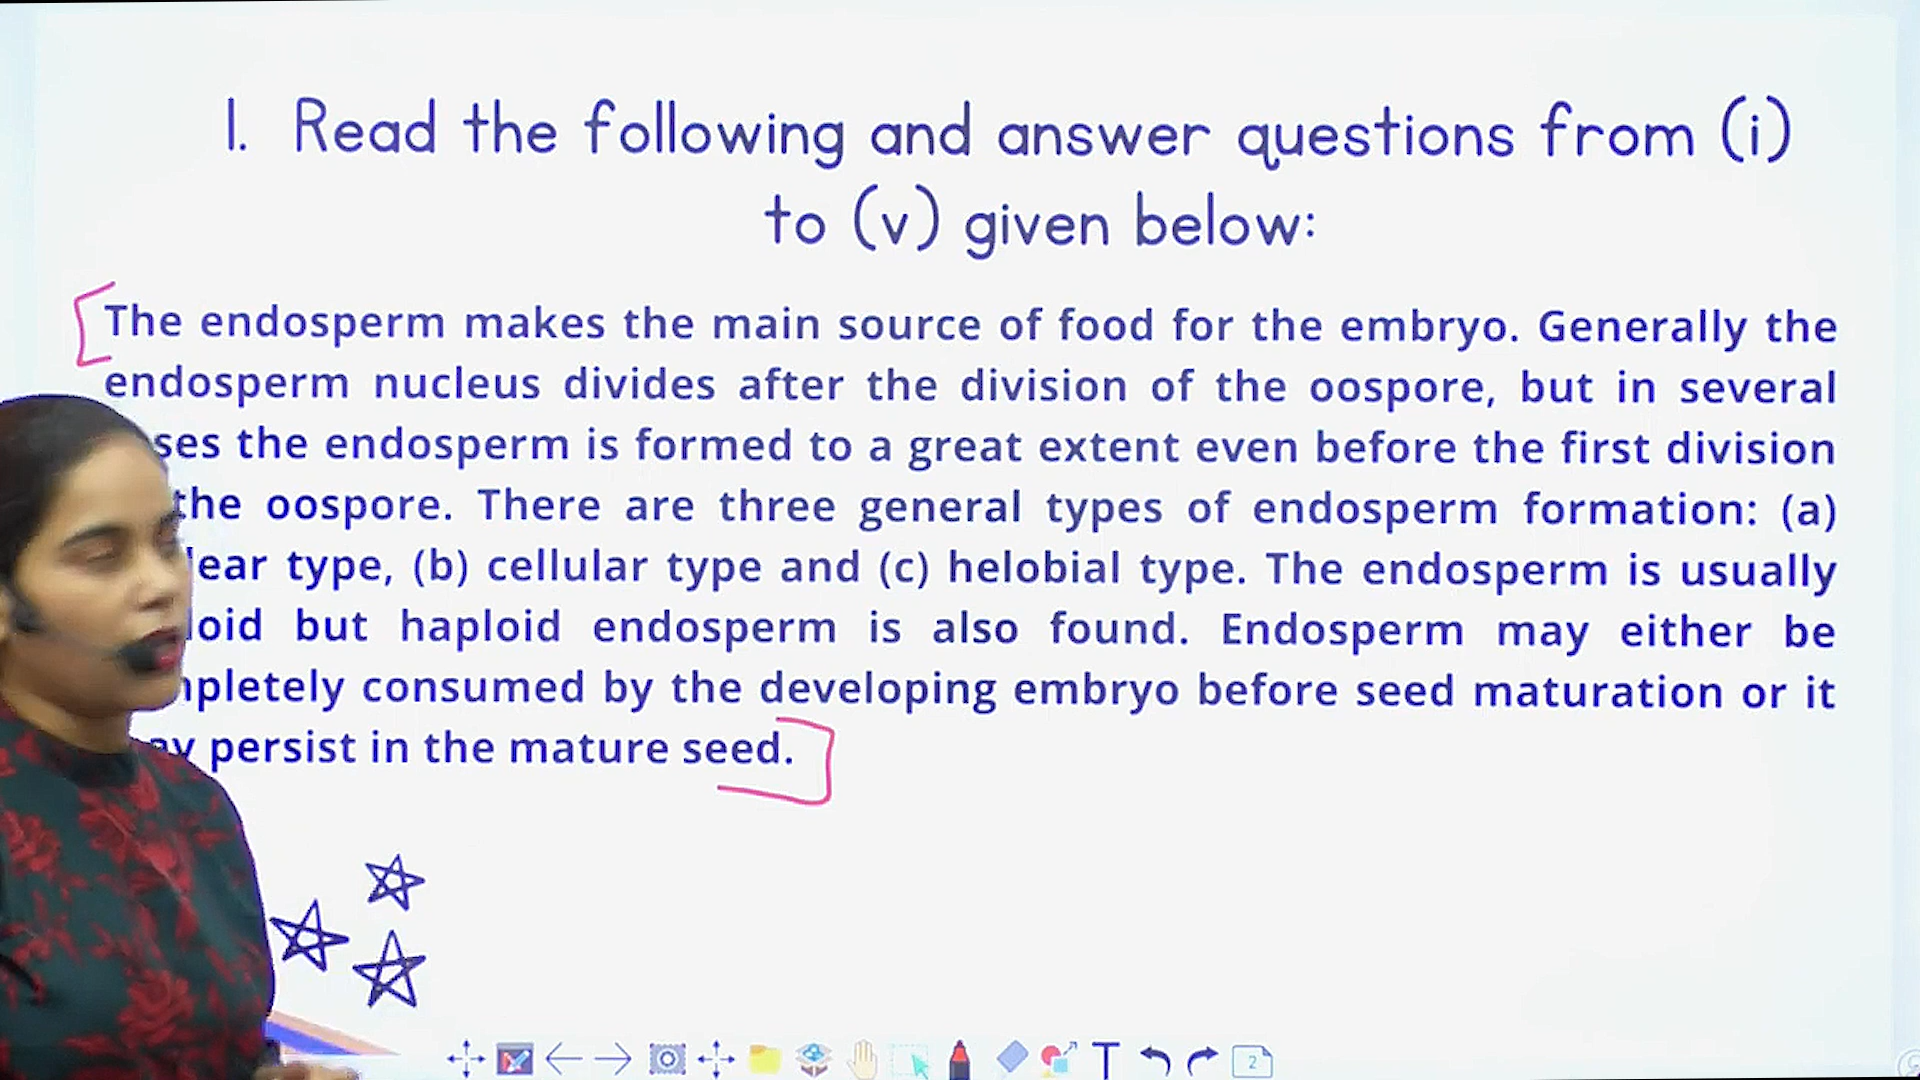 1. Read the following and answer questions from (i)
to (v) given below:
The endosperm makes the main source of food for the embryo. Generally the
endosperm nucleus divides after the division of the oospore, but in several
the endosperm is formed to a great extent even before the first division
the oospore. There are three general types of endosperm formation: (a)
type, (b) cellular type and (c) helobial type. The endosperm is usually
but haploid endosperm is also found. Endosperm may either be
consumed by the developing embryo before seed maturation or it
persist in the mature seed.
T
2